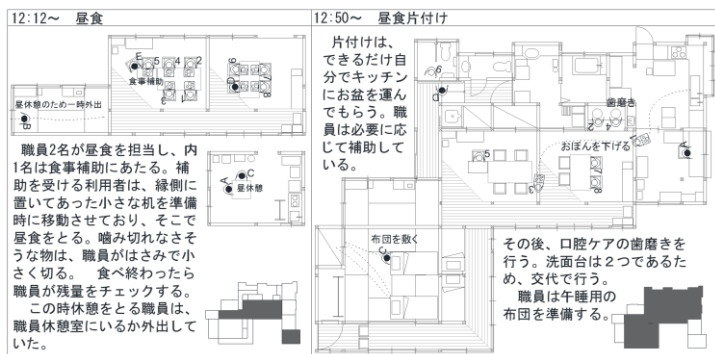 12:12～ 昼食
食事補助
昼休憩のため一時外出
E
5
4
2
D
B
職員2名が昼食を担当し、内
1名は食事補助にあたる。補
助を受ける利用者は、縁側に
置いてあった小さな机を準備
時に移動させており、そこで
昼食をとる。噛み切れなさそ
うな物は、職員がはさみで小
さく切る。 食べ終わったら
職員が残量をチェックする。
この時休憩をとる職員は、
職員休憩室にいるか外出して
いた。
A
C
昼休憩
12:50～ 昼食片付け
片付けは、
できるだけ自
分でキッチン
にお盆を運ん
でもらう。職
員は必要に応
じて補助して
いる。
D
歯磨き
おぼんを下げる
A
5
布団を敷く
C
その後、口腔ケアの歯磨きを
行う。洗面台は2つであるた
め、交代で行う。
職員は午睡用の
布団を準備する。